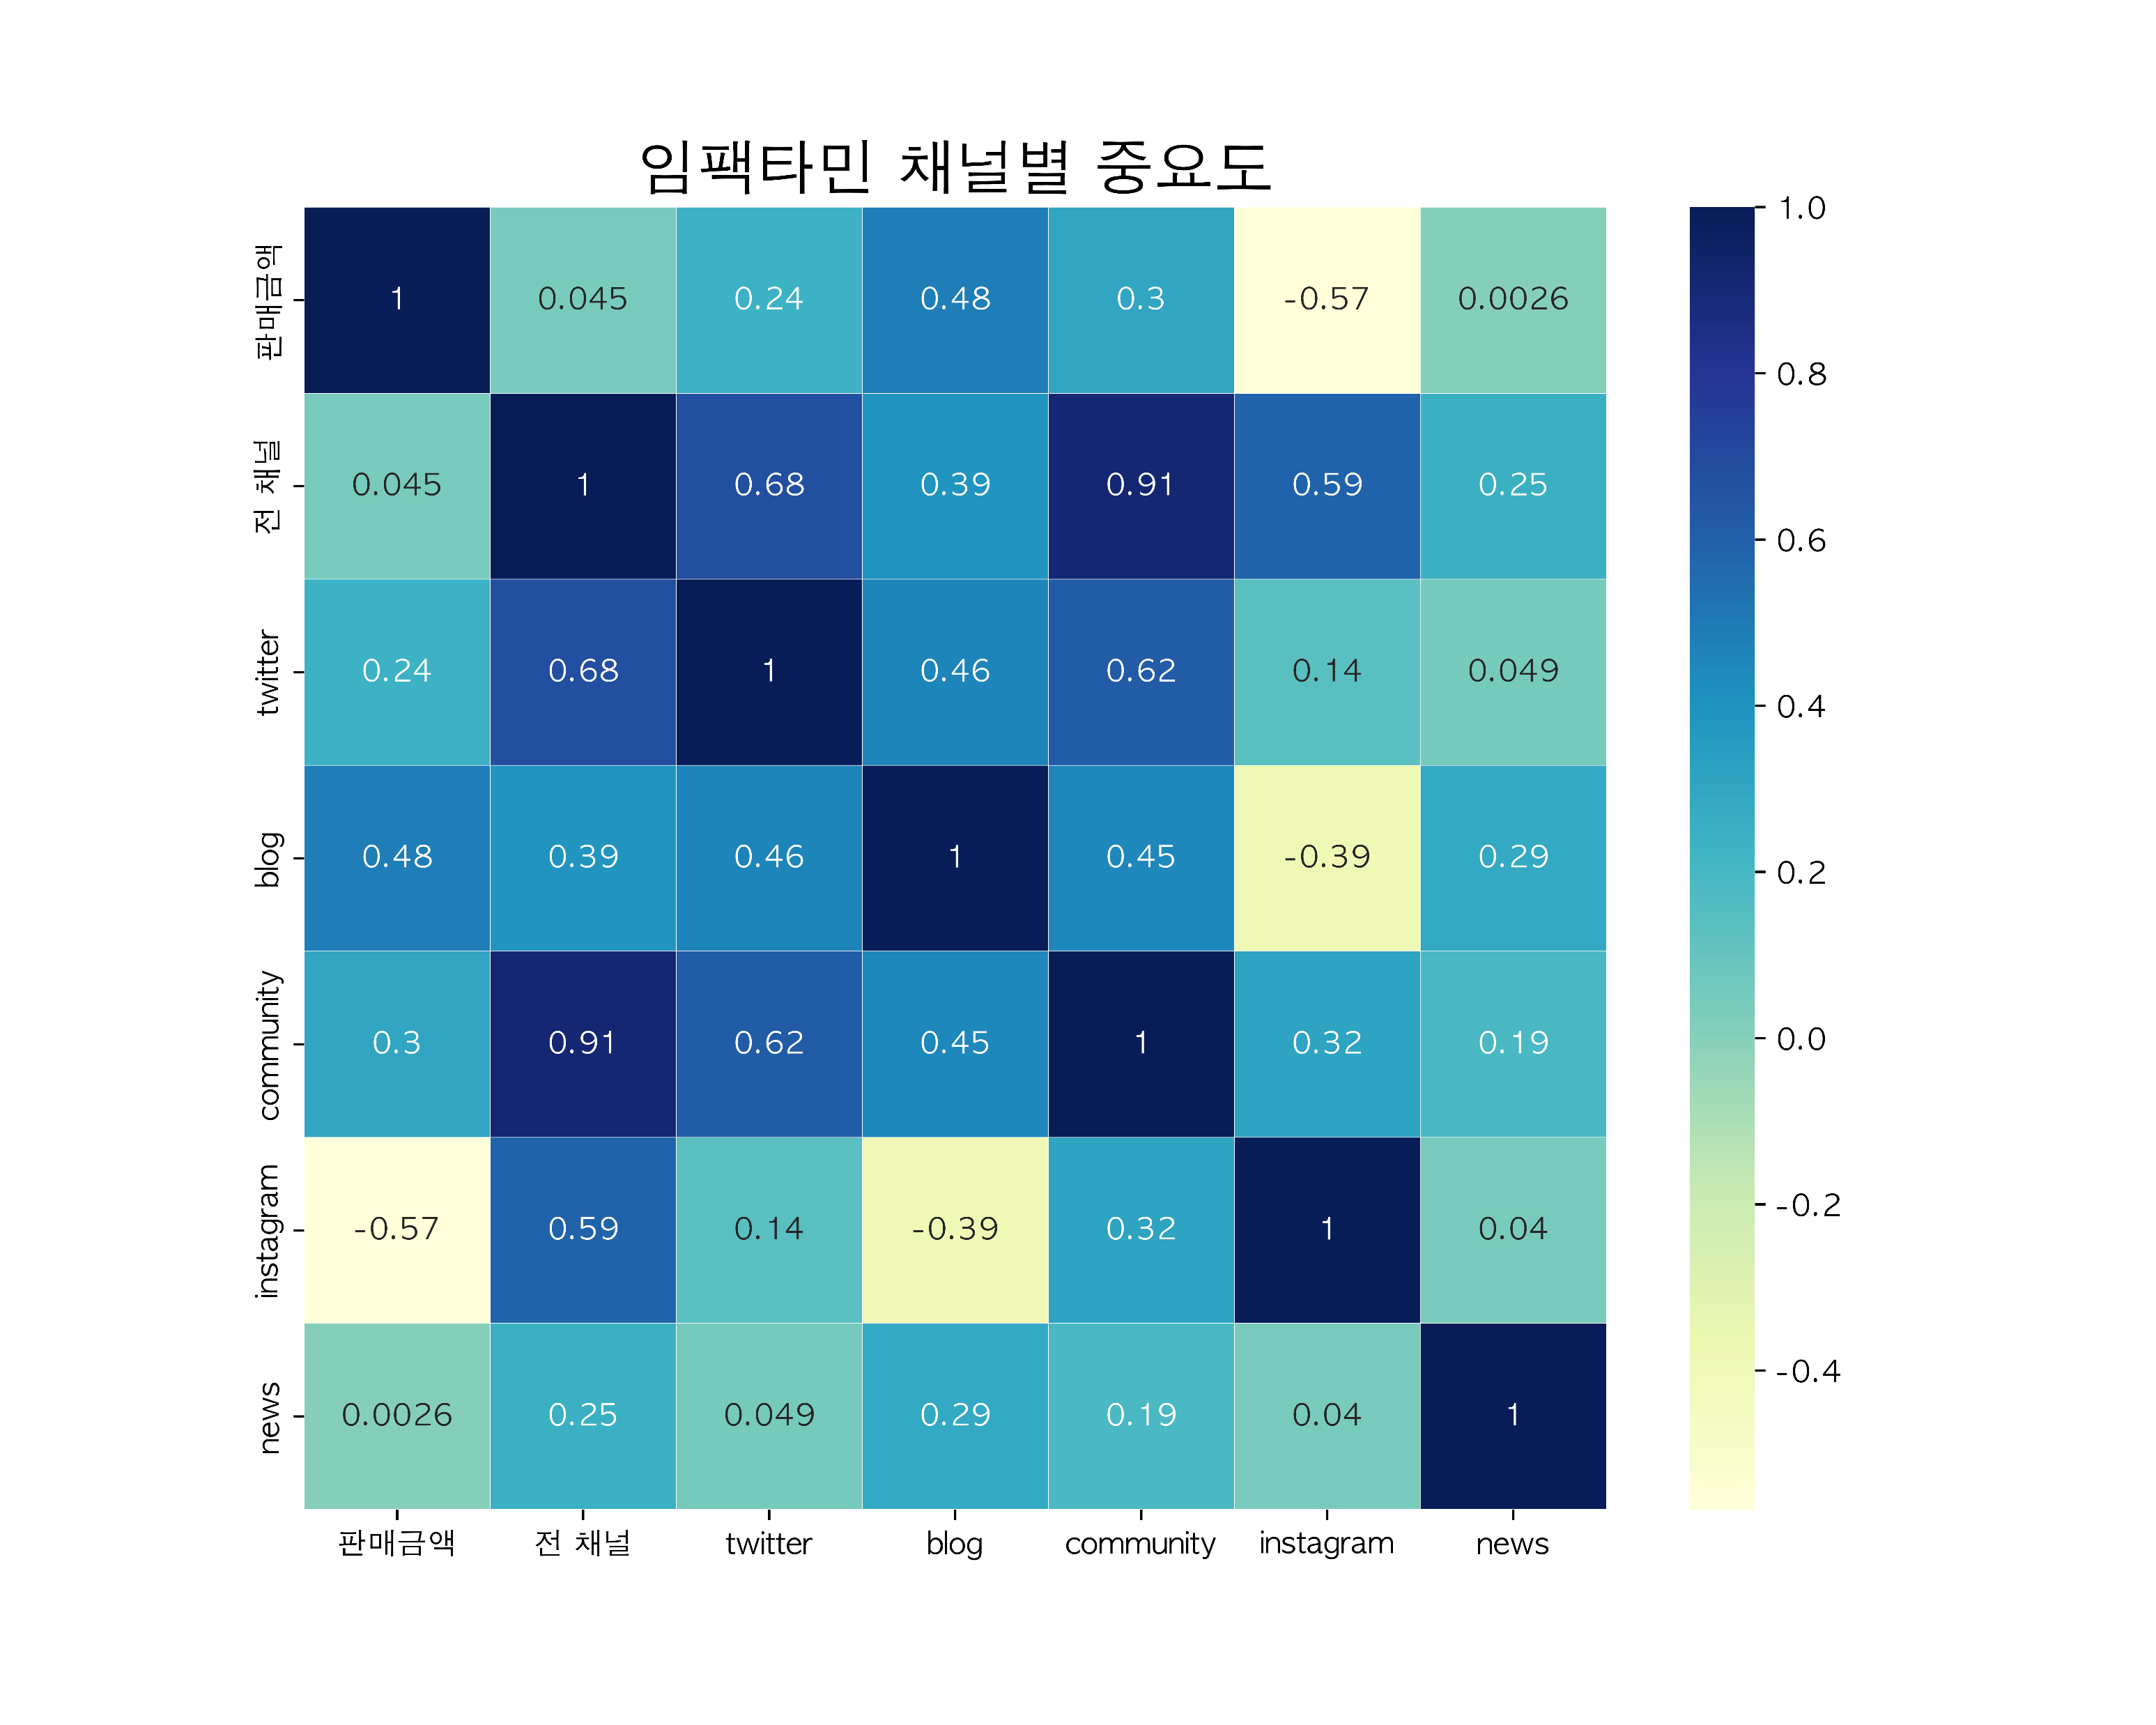 임팩타민 채널별 중요도
판매금액 1 0.045 0.24 0.48 0.3 -0.57 0.0026
전 채널 0.045 1 0.68 0.39 0.91 0.59 0.25
twitter 0.24 0.68 1 0.46 0.62 0.14 0.049
blog 0.48 0.39 0.46 1 0.45 -0.39 0.29
community 0.3 0.91 0.62 0.45 1 0.32 0.19
instagram -0.57 0.59 0.14 -0.39 0.32 1 0.04
news 0.0026 0.25 0.049 0.29 0.19 0.04 1
판매금액 전 채널 twitter blog community instagram news
1.0
0.8
0.6
0.4
0.2
0.0
-0.2
-0.4